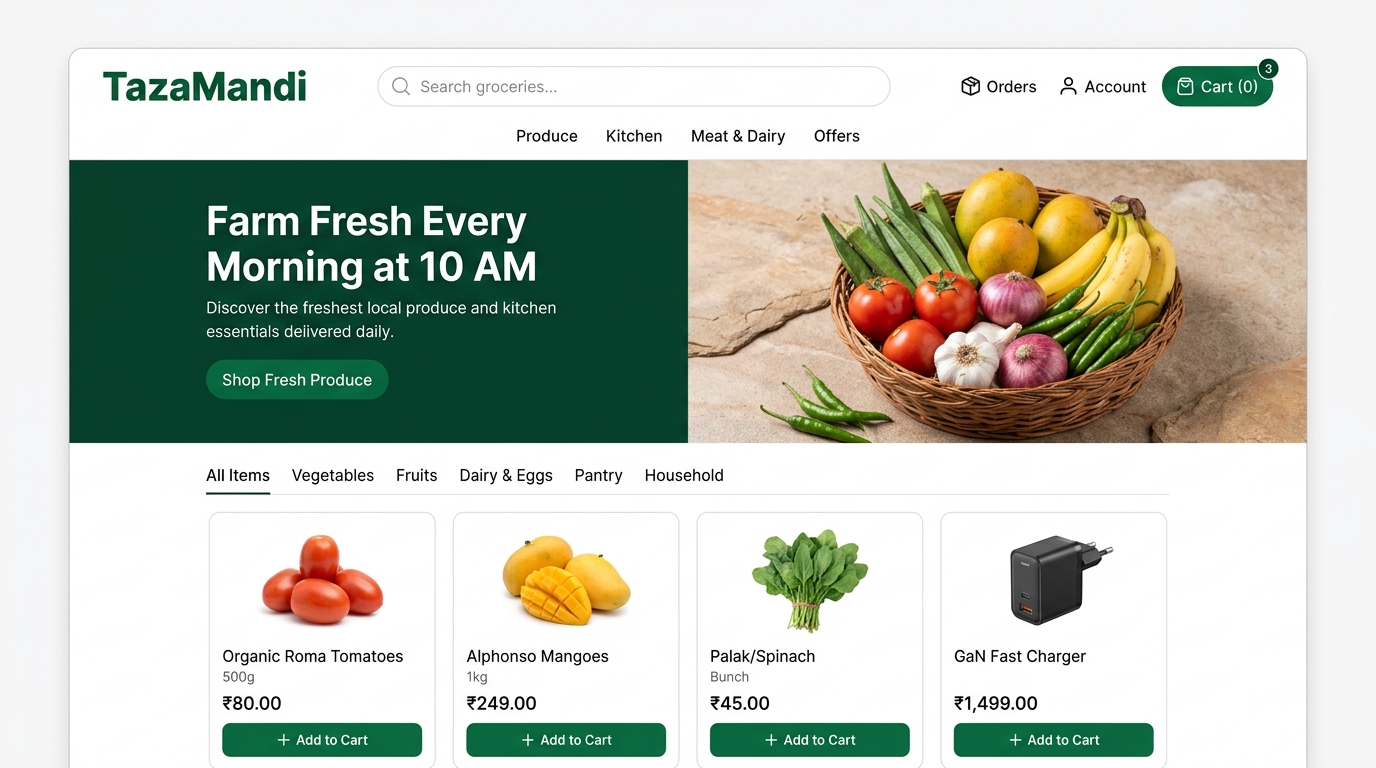 TazaMandi
Search groceries...
Orders
Account
Cart (0)
3
Produce
Kitchen
Meat & Dairy
Offers
Farm Fresh Every
Morning at 10 AM
Discover the freshest local produce and kitchen
essentials delivered daily.
Shop Fresh Produce
All Items
Vegetables
Fruits
Dairy & Eggs
Pantry
Household
Organic Roma Tomatoes
500g
₹80.00
+ Add to Cart
Alphonso Mangoes
1kg
₹249.00
+ Add to Cart
Palak/Spinach
Bunch
₹45.00
+ Add to Cart
GaN Fast Charger
₹1,499.00
+ Add to Cart